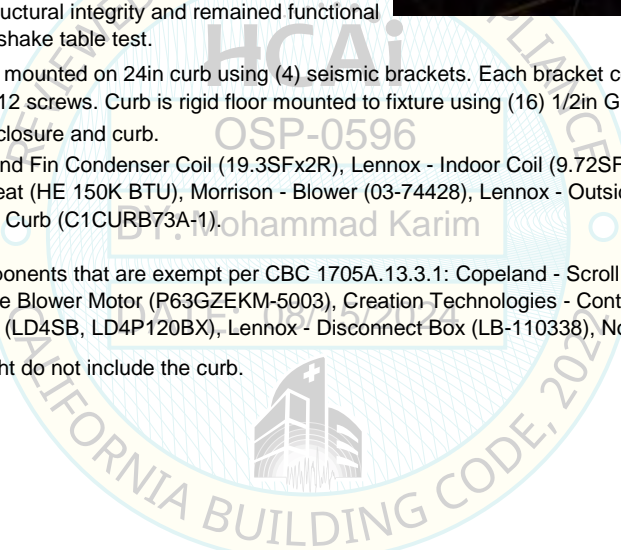 uctural integrity and remained functional
shake table test.
mounted on 24in curb using (4) seismic brackets. Each bracket c
12 screws. Curb is rigid floor mounted to fixture using (16) 1/2in G
closure and curb.
nd Fin Condenser Coil (19.3SFx2R), Lennox - Indoor Coil (9.72SF
eat (HE 150K BTU), Morrison - Blower (03-74428), Lennox - Outsid
Curb (C1CURB73A-1).
ponents that are exempt per CBC 1705A.13.3.1: Copeland - Scroll
e Blower Motor (P63GZEKM-5003), Creation Technologies - Cont
(LD4SB, LD4P120BX), Lennox - Disconnect Box (LB-110338), No
ht do not include the curb.
HCAi
OSP-0596
BY: Mohammad Karim
DATE: 08/15/2024
CALIFORNIA BUILDING CODE, 202